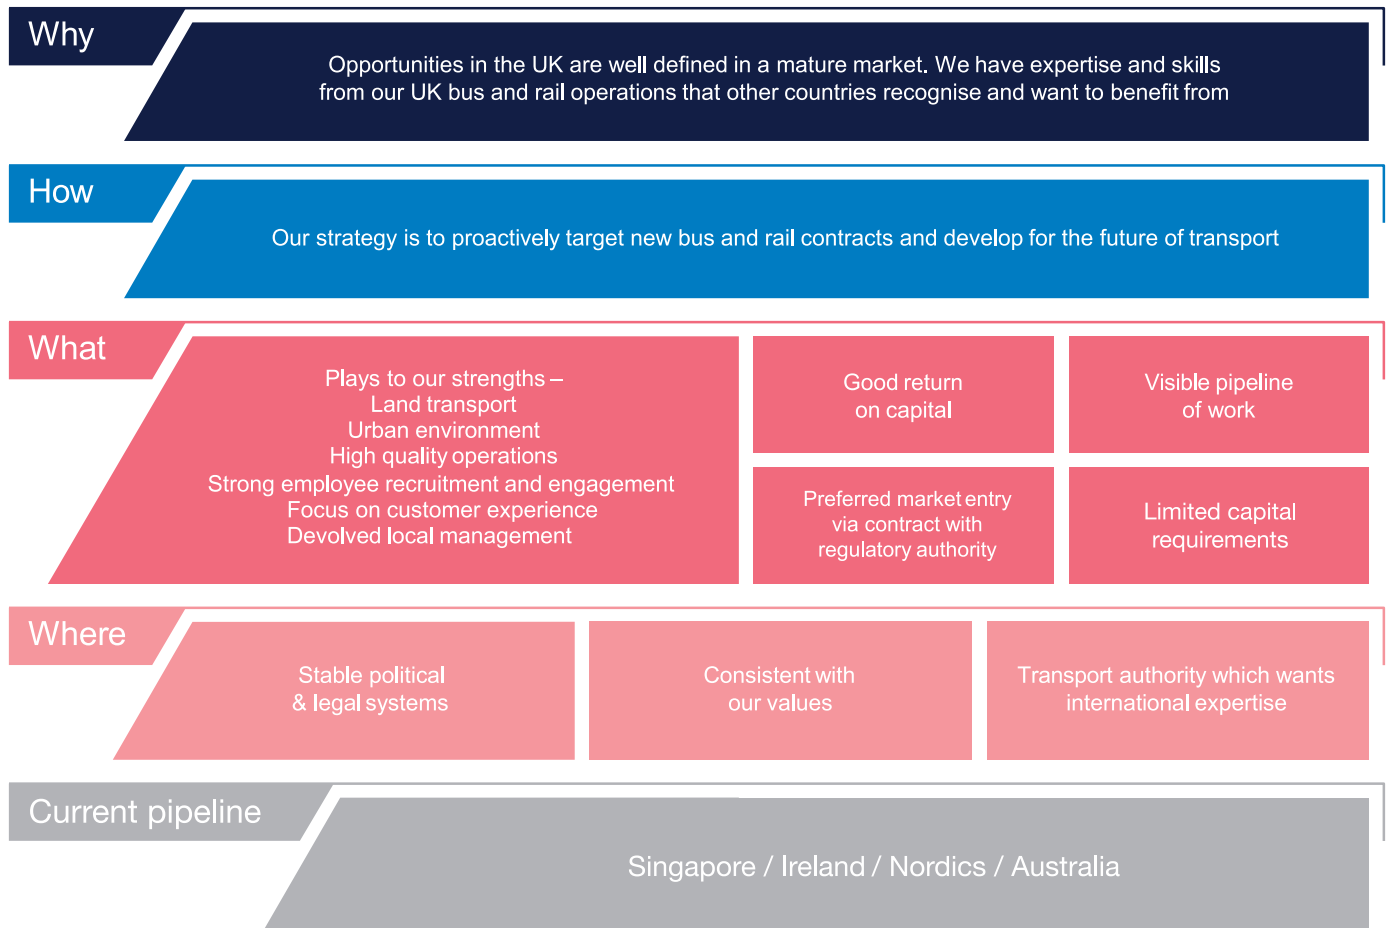 Why
Opportunities in the UK are well defined in a mature market. We have expertise and skills
from our UK bus and rail operations that other countries recognise and want to benefit from
How
Our strategy is to proactively target new bus and rail contracts and develop for the future of transport
What
Plays to our strengths –
Land transport
Urban environment
High quality operations
Strong employee recruitment and engagement
Focus on customer experience
Devolved local management
Good return
on capital
Visible pipeline
of work
Preferred market entry
via contract with
regulatory authority
Limited capital
requirements
Where
Stable political
& legal systems
Consistent with
our values
Transport authority which wants
international expertise
Current pipeline
Singapore / Ireland / Nordics / Australia